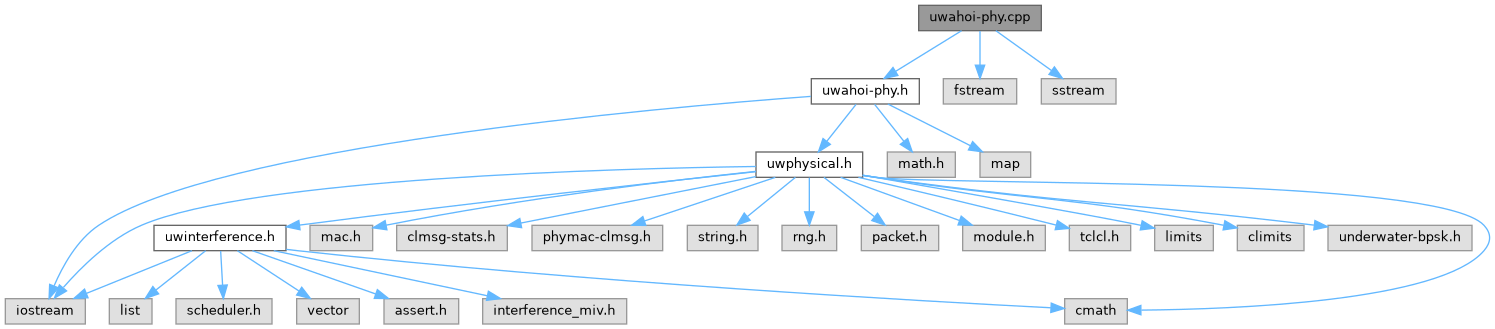 uwahoi-phy.cpp
uwahoi-phy.h
fstream
sstream
uwphysical.h
math.h
map
uwinterference.h
mac.h
clmsg-stats.h
phymac-clmsg.h
string.h
rng.h
packet.h
module.h
tclcl.h
limits
climits
underwater-bpsk.h
iostream
list
scheduler.h
vector
assert.h
interference_miv.h
cmath